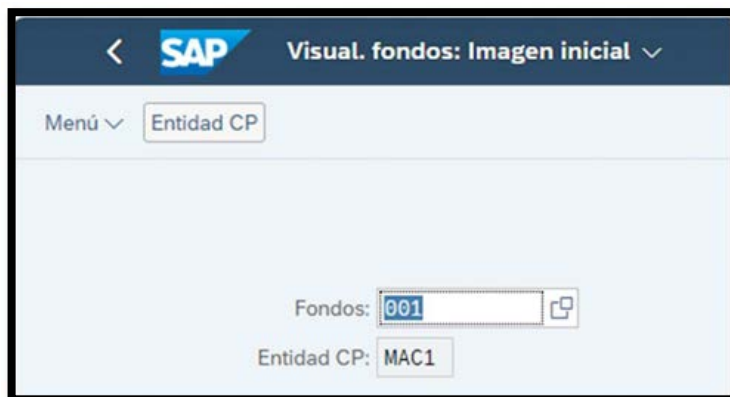 SAP Visual. fondos: Imagen inicial
Menú Entidad CP
Fondos: 001
Entidad CP: MAC1